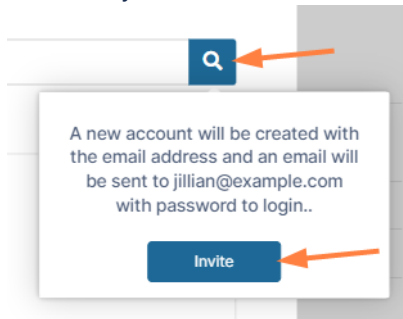 A new account will be created with
the email address and an email will
be sent to jillian@example.com
with password to login..
Invite